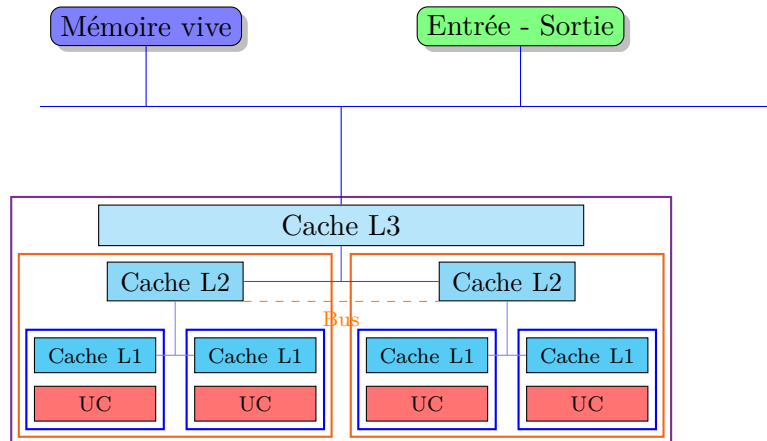 Mémoire vive
Entrée - Sortie
Cache L3
Cache L2
Cache L2
Bus
Cache L1
Cache L1
Cache L1
Cache L1
UC
UC
UC
UC